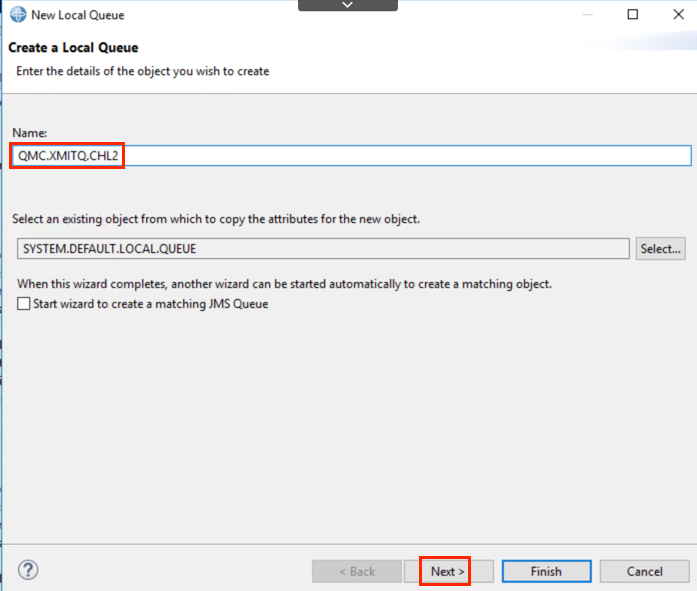 New Local Queue
Create a Local Queue
Enter the details of the object you wish to create
Name:
QMC.XMITQ.CHL2
Select an existing object from which to copy the attributes for the new object.
SYSTEM.DEFAULT.LOCAL.QUEUE
Select...
When this wizard completes, another wizard can be started automatically to create a matching object.
Start wizard to create a matching JMS Queue
?
< Back
Next >
Finish
Cancel